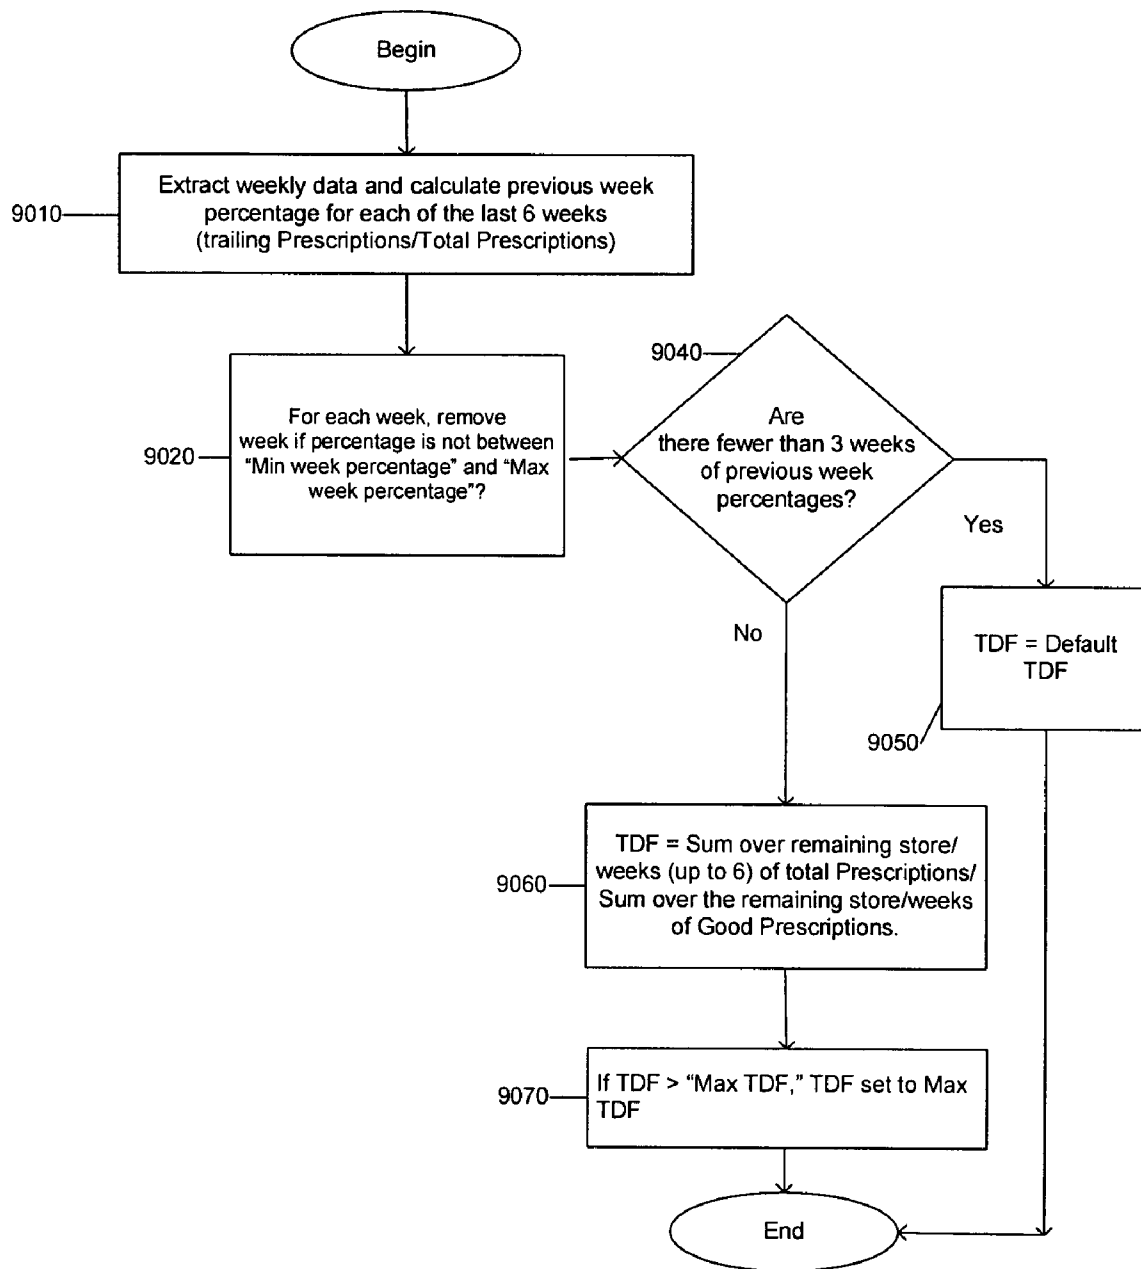 Begin
9010
Extract weekly data and calculate previous week
percentage for each of the last 6 weeks
(trailing Prescriptions/Total Prescriptions)
9020
For each week, remove
week if percentage is not between
“Min week percentage” and “Max
week percentage”?
9040
Are
there fewer than 3 weeks
of previous week
percentages?
Yes
No
TDF = Default
TDF
9050
9060
TDF = Sum over remaining store/
weeks (up to 6) of total Prescriptions/
Sum over the remaining store/weeks
of Good Prescriptions.
9070
If TDF > “Max TDF,” TDF set to Max
TDF
End